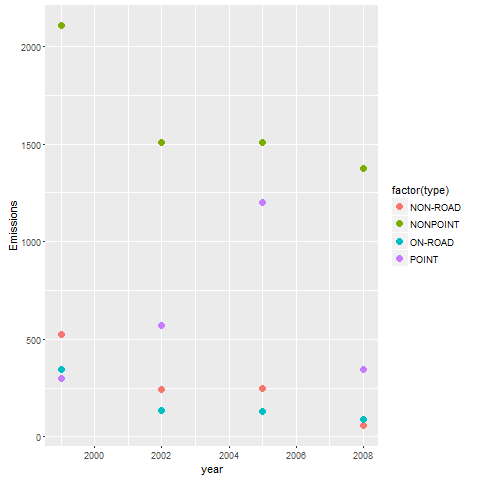 Emissions
2000
1500
1000
500
0
2000
2002
2004
2006
2008
year
factor(type)
NON-ROAD
NONPOINT
ON-ROAD
POINT